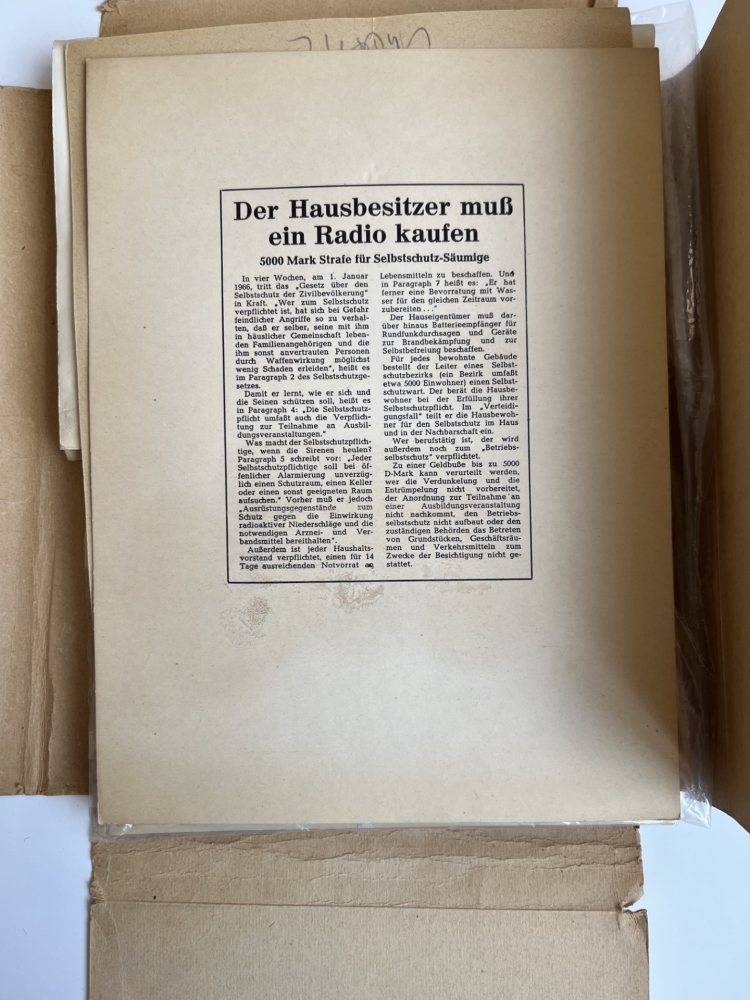 Der Hausbesitzer muß
ein Radio kaufen
5000 Mark Strafe für Selbstschutz-Säumige
In vier Wochen, am 1. Januar
1966, tritt das „Gesetz über den
Selbstschutz der Zivilbevölkerung"
in Kraft. „Wer zum Selbstschutz
verpflichtet ist, hat sich bei Gefahr
feindlicher Angriffe so zu verhal-
ten, daß er selber, seine mit ihm
in häuslicher Gemeinschaft leben-
den Familienangehörigen und die
ihm sonst anvertrauten Personen
durch Waffenwirkung möglichst
wenig Schaden erleiden", heißt es
im Paragraph 2 des Selbstschutzge-
setzes.
Damit er lernt, wie er sich und
die Seinen schützen soll, heißt es
in Paragraph 4: „Die Selbstschutz-
pflicht umfaßt auch die Verpflich-
tung zur Teilnahme an Ausbil-
dungsveranstaltungen."
Was macht der Selbstschutzpflich-
tige, wenn die Sirenen heulen?
Paragraph 5 schreibt vor: „Jeder
Selbstschutzpflichtige soll bei öf-
fentlicher Alarmierung unverzüg-
lich einen Schutzraum, einen Keller
oder einen sonst geeigneten Raum
aufsuchen." Vorher muß er jedoch
„Ausrüstungsgegenstände zum
Schutz gegen die Einwirkung
radioaktiver Niederschläge und die
notwendigen Arznei- und Ver-
bandsmittel bereithalten".
Außerdem ist jeder Haushalts-
vorstand verpflichtet, einen für 14
Tage ausreichenden Notvorrat an
Lebensmitteln zu beschaffen. Und
in Paragraph 7 heißt es: „Er hat
ferner eine Bevorratung mit Was-
ser für den gleichen Zeitraum vor-
zubereiten . . ."
Der Hauseigentümer muß dar-
über hinaus Batterieempfänger für
Rundfunkdurchsagen und Geräte
zur Brandbekämpfung und zur
Selbstbefreiung beschaffen.
Für jedes bewohnte Gebäude
bestellt der Leiter eines Selbst-
schutzbezirks (ein Bezirk umfaßt
etwa 5000 Einwohner) einen Selbst-
schutzwart. Der berät die Hausbe-
wohner bei der Erfüllung ihrer
Selbstschutzpflicht. Im „Verteidi-
gungsfall" teilt er die Hausbewoh-
ner für den Selbstschutz im Haus
und in der Nachbarschaft ein.
Wer berufstätig ist, der wird
außerdem noch zum „Betriebs-
selbstschutz" verpflichtet.
Zu einer Geldbuße bis zu 5000
D-Mark kann verurteilt werden,
wer die Verdunkelung und die
Entrümpelung nicht vorbereitet,
der Anordnung zur Teilnahme an
einer Ausbildungsveranstaltung
nicht nachkommt, den Betriebs-
selbstschutz nicht aufbaut oder den
zuständigen Behörden das Betreten
von Grundstücken, Geschäftsräu-
men und Verkehrsmitteln zum
Zwecke der Besichtigung nicht ge-
stattet.